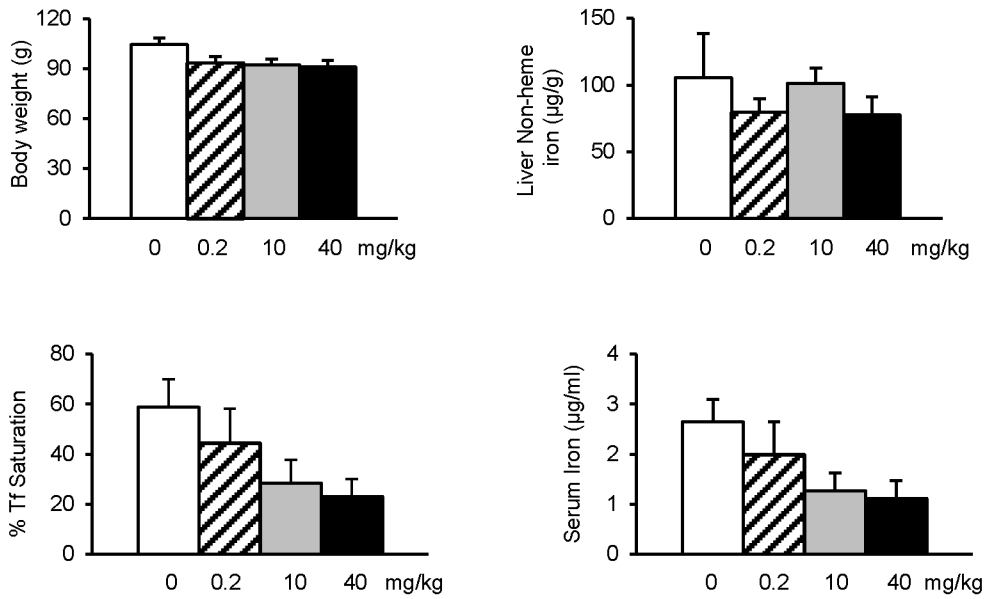 Body weight (g)
120
90
60
30
0
0 0.2 10 40 mg/kg
Liver Non-heme
iron (µg/g)
150
100
50
0
0 0.2 10 40 mg/kg
% Tf Saturation
80
60
40
20
0
0 0.2 10 40 mg/kg
Serum Iron (µg/ml)
4
3
2
1
0
0 0.2 10 40 mg/kg